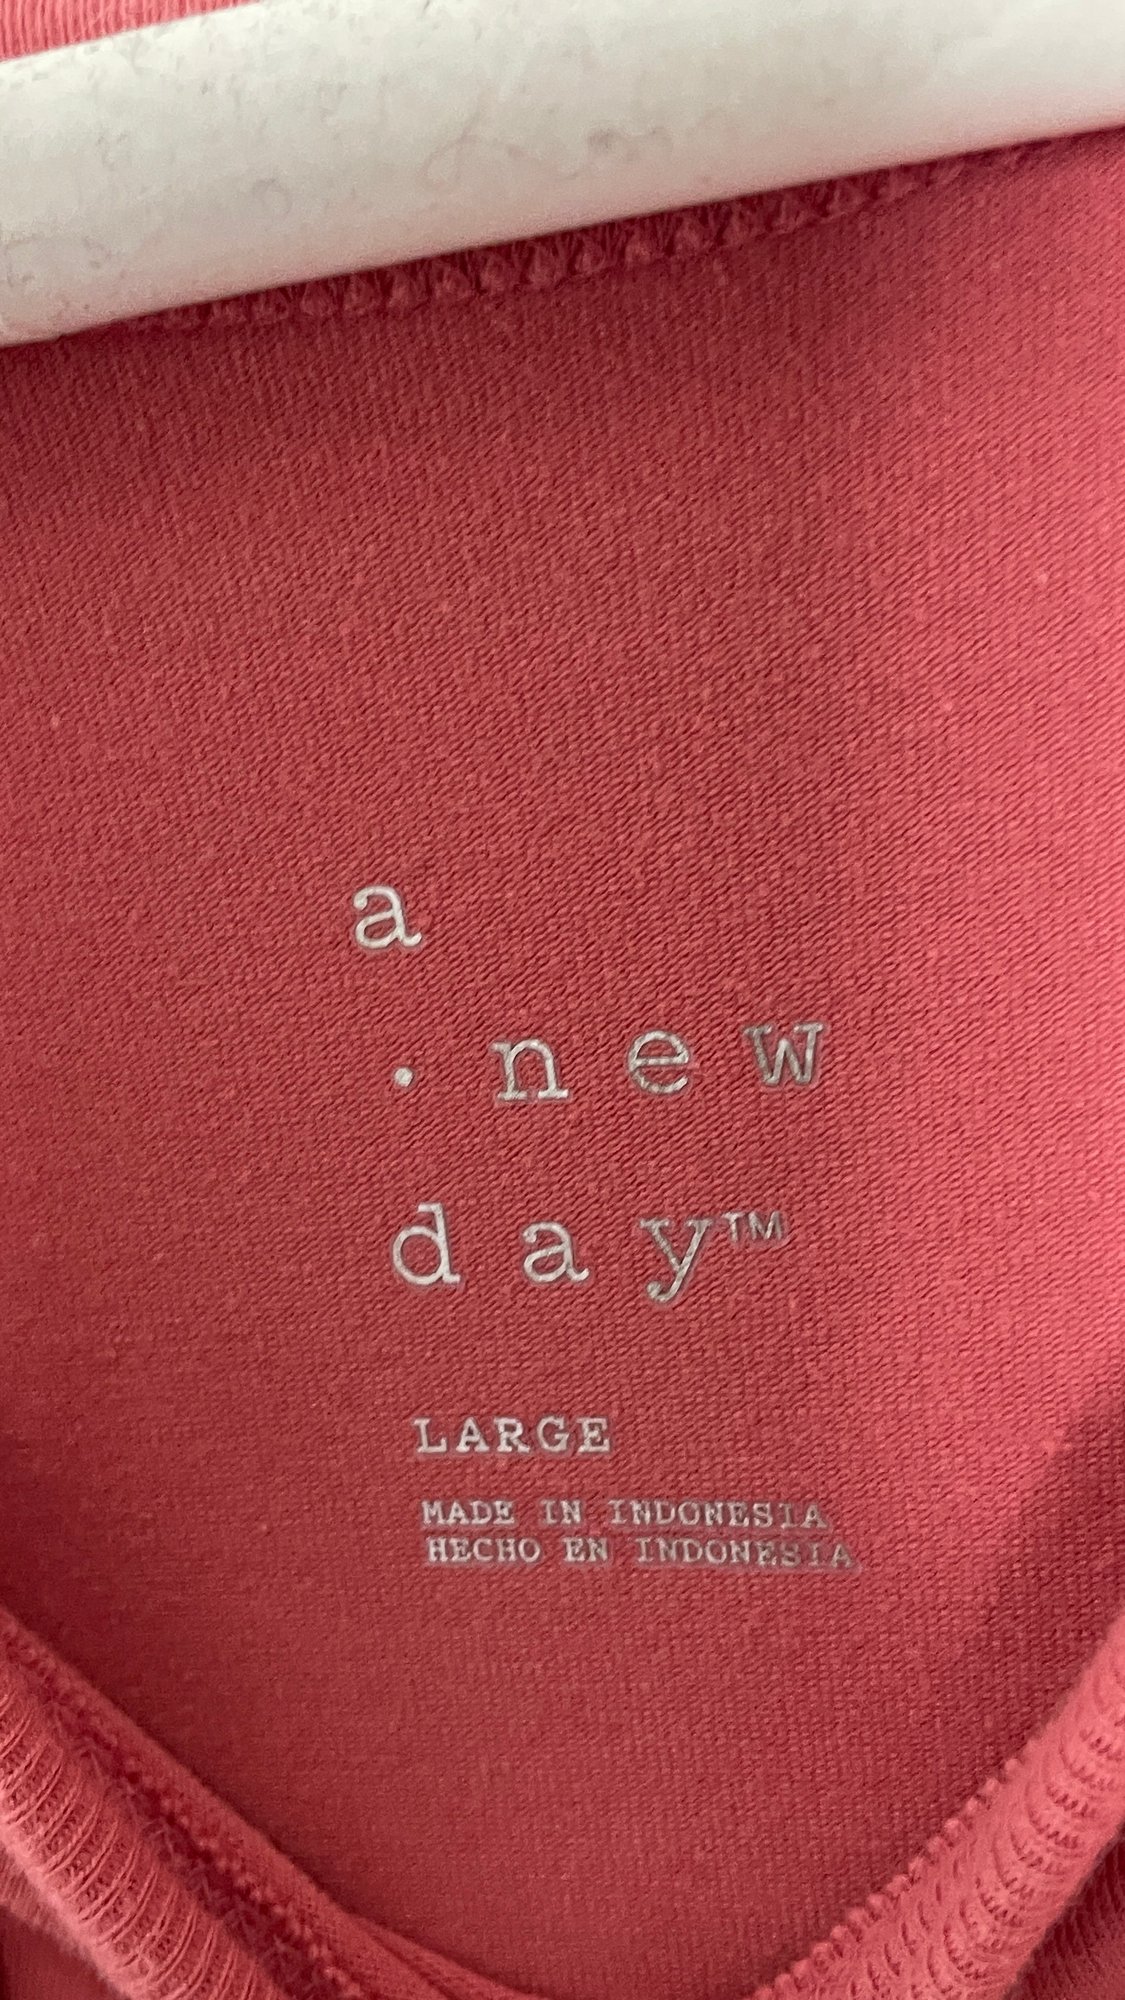 a
· new
day™
LARGE
MADE IN INDONESIA
HECHO EN INDONESIA